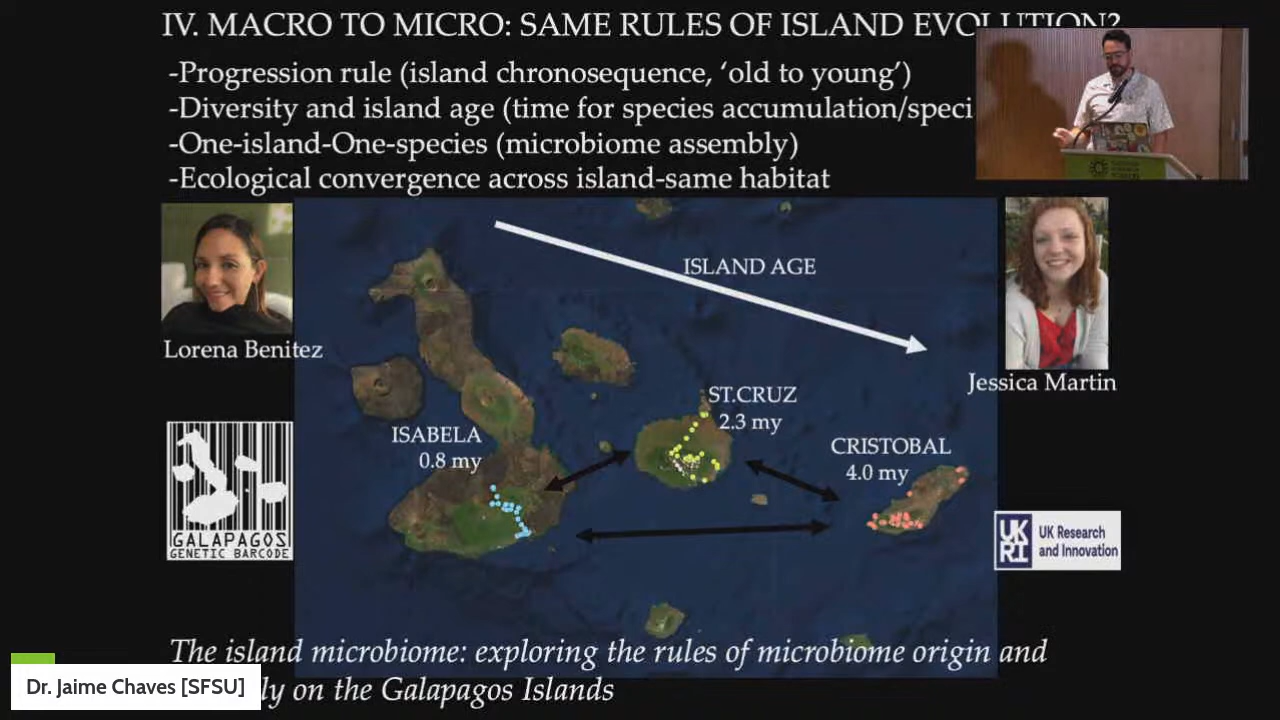 IV. MACRO TO MICRO: SAME RULES OF ISLAND EVOLUTION?
-Progression rule (island chronosequence, ‘old to young’)
-Diversity and island age (time for species accumulation/speci
-One-island-One-species (microbiome assembly)
-Ecological convergence across island-same habitat
ISLAND AGE
Lorena Benitez
Jessica Martin
ST.CRUZ
2.3 my
ISABELA
0.8 my
CRISTOBAL
4.0 my
GALAPAGOS
GENETIC BARCODE
UK
RI
UK Research
and Innovation
The island microbiome: exploring the rules of microbiome origin and
ly on the Galapagos Islands
Dr. Jaime Chaves [SFSU]